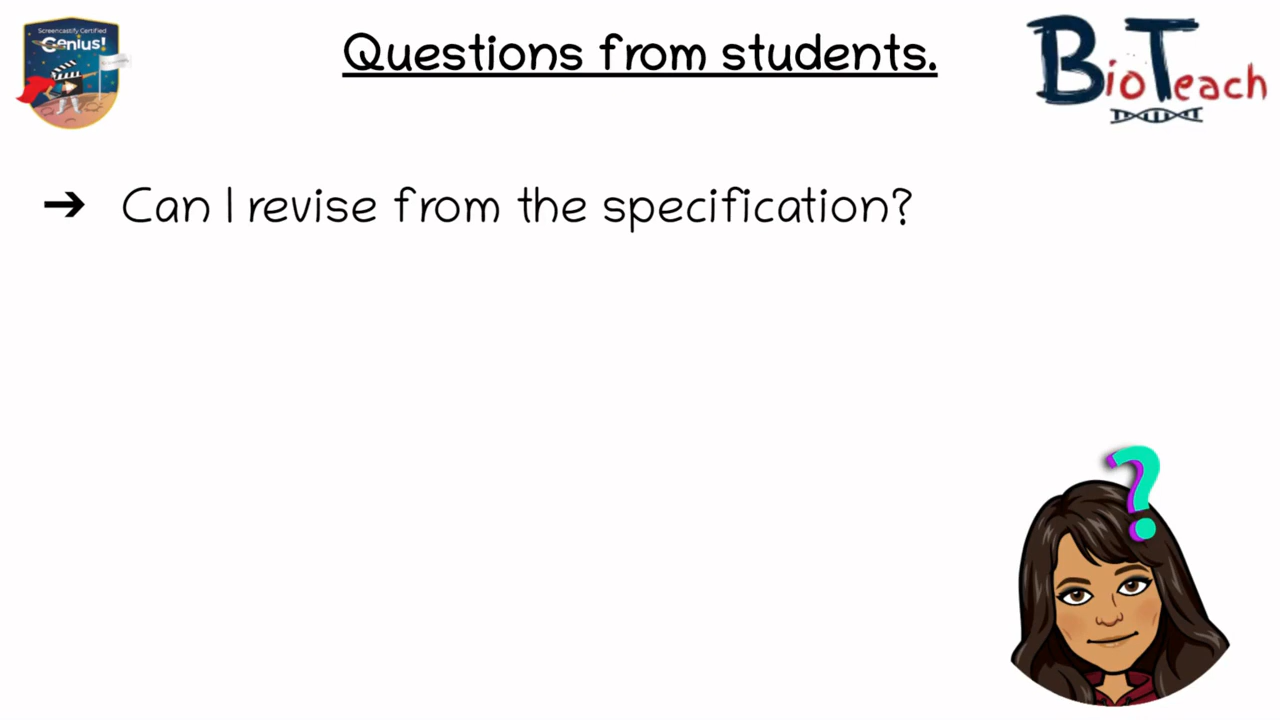 Screencastify Certified
Genius!
Questions from students.
BioTeach
➔ Can I revise from the specification?
?